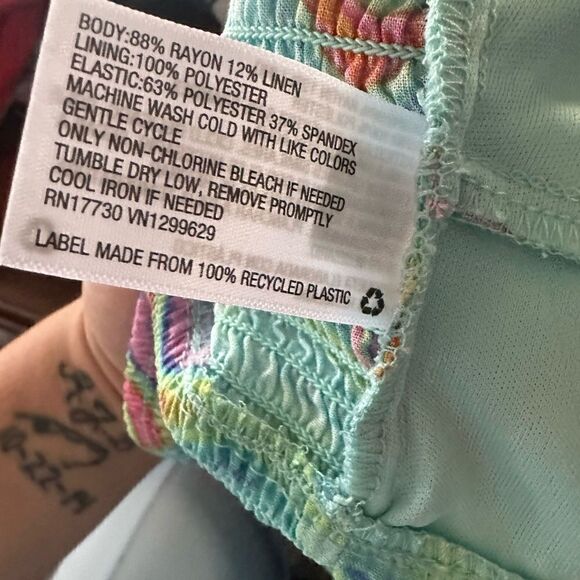 BODY:88% RAYON 12% LINEN
LINING:100% POLYESTER
ELASTIC:63% POLYESTER 37% SPANDEX
MACHINE WASH COLD WITH LIKE COLORS
GENTLE CYCLE
ONLY NON-CHLORINE BLEACH IF NEEDED
TUMBLE DRY LOW, REMOVE PROMPTLY
COOL IRON IF NEEDED
RN17730 VN1299629
LABEL MADE FROM 100% RECYCLED PLASTIC